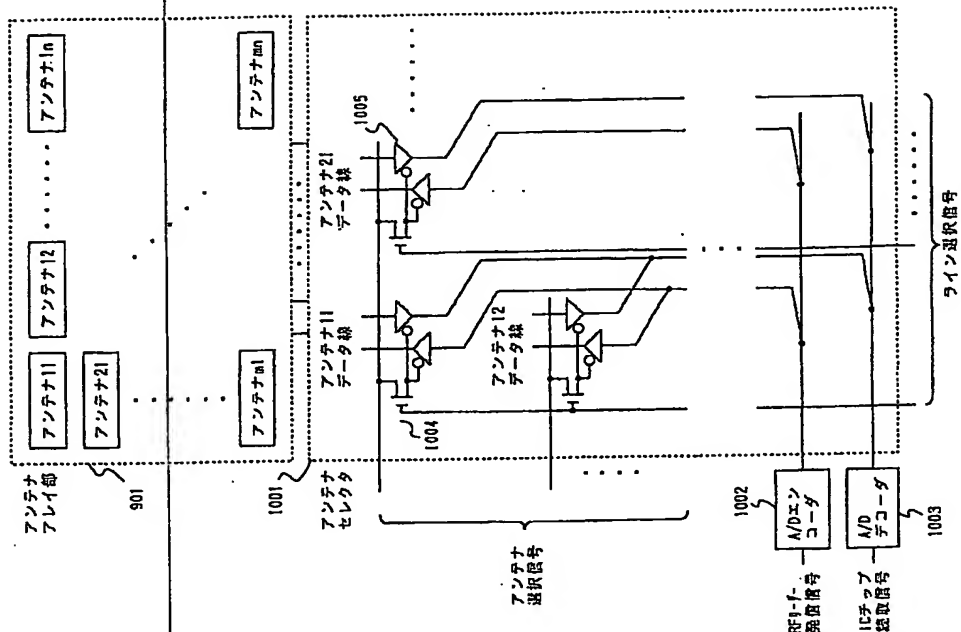 アンテナ
アレイ部
901
アンテナ11
アンテナ12
......
アンテナ1n
アンテナ21
アンテナm1
アンテナmn
1001
アンテナ
セレクタ
アンテナ11
データ線
アンテナ21
データ線
1005
1004
アンテナ12
データ線
アンテナ
選択信号
1002
A/Dエン
コーダ
RFリーダー
発信信号
A/D
デコーダ
1003
ICチップ
読取信号
ライン選択信号